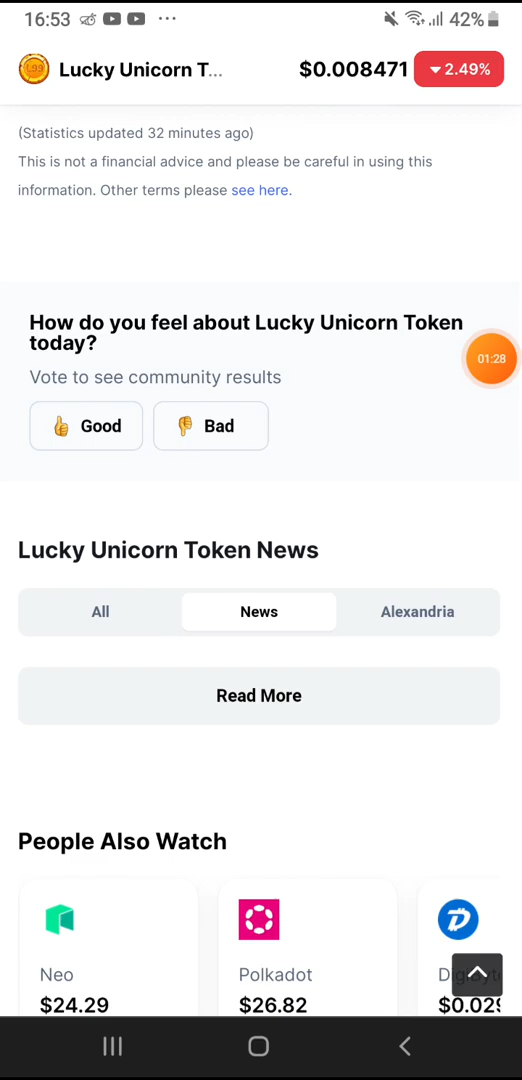 16:53 ··· 42%
Lucky Unicorn T... $0.008471 2.49%
(Statistics updated 32 minutes ago)
This is not a financial advice and please be careful in using this
information. Other terms please see here.
How do you feel about Lucky Unicorn Token
today?
01:28
Vote to see community results
👍 Good 👎 Bad
Lucky Unicorn Token News
All News Alexandria
Read More
People Also Watch
Neo Polkadot
$24.29 $26.82 $0.029